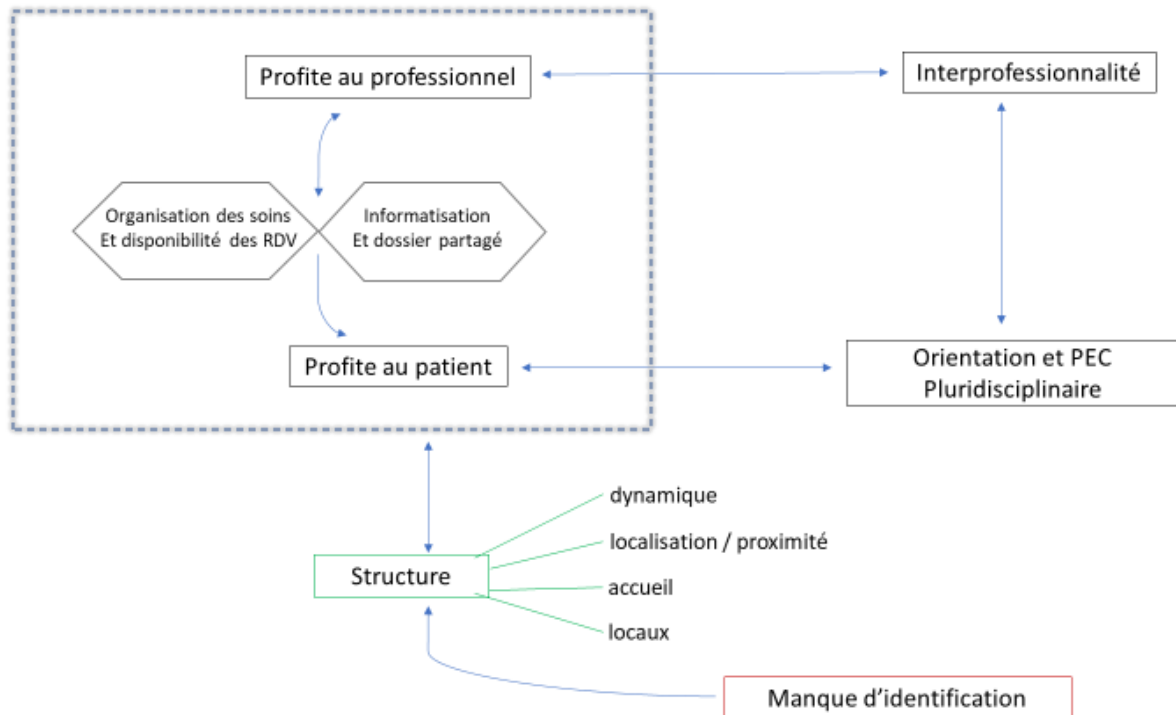 Profite au professionnel
Interprofessionnalité
Organisation des soins
Et disponibilité des RDV
Informatisation
Et dossier partagé
Profite au patient
Orientation et PEC
Pluridisciplinaire
dynamique
localisation / proximité
Structure
accueil
locaux
Manque d'identification